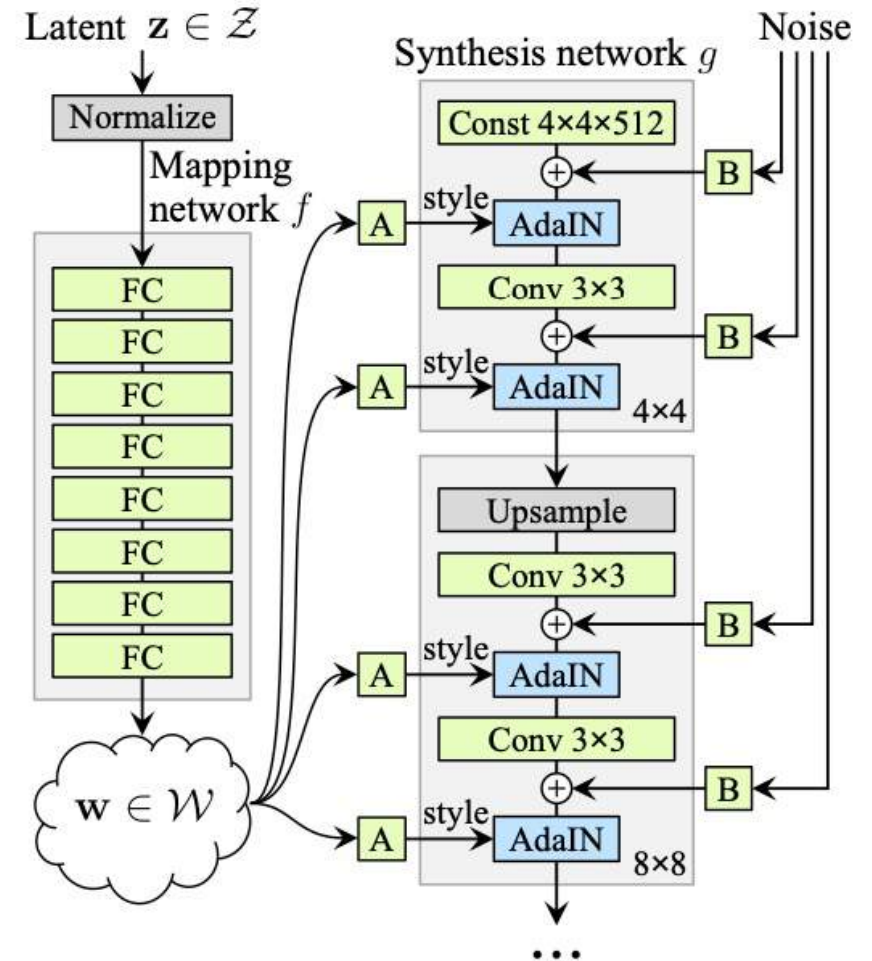 Latent z ∈ 𝒵
Normalize
Mapping
network f
FC
FC
FC
FC
FC
FC
FC
FC
w ∈ 𝒲
Synthesis network g
Noise
Const 4×4×512
B
A
style
AdaIN
Conv 3×3
B
A
style
AdaIN
4×4
Upsample
Conv 3×3
B
A
style
AdaIN
Conv 3×3
B
A
style
AdaIN
8×8
...